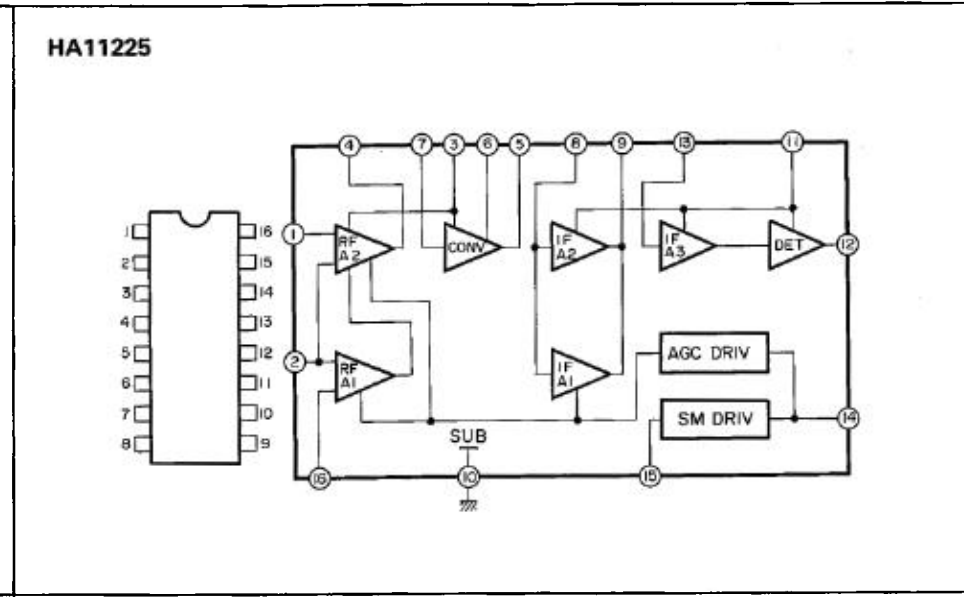 HA11225
4 7 3 6 5 8 9 13 11
1 16
2 15
3 14
4 13
5 12
6 11
7 10
8 9
1 RF A2 CONV IF A2 IF A3 DET 12
2 RF A1 IF A1 AGC DRIV
SM DRIV 14
SUB
16 10 15